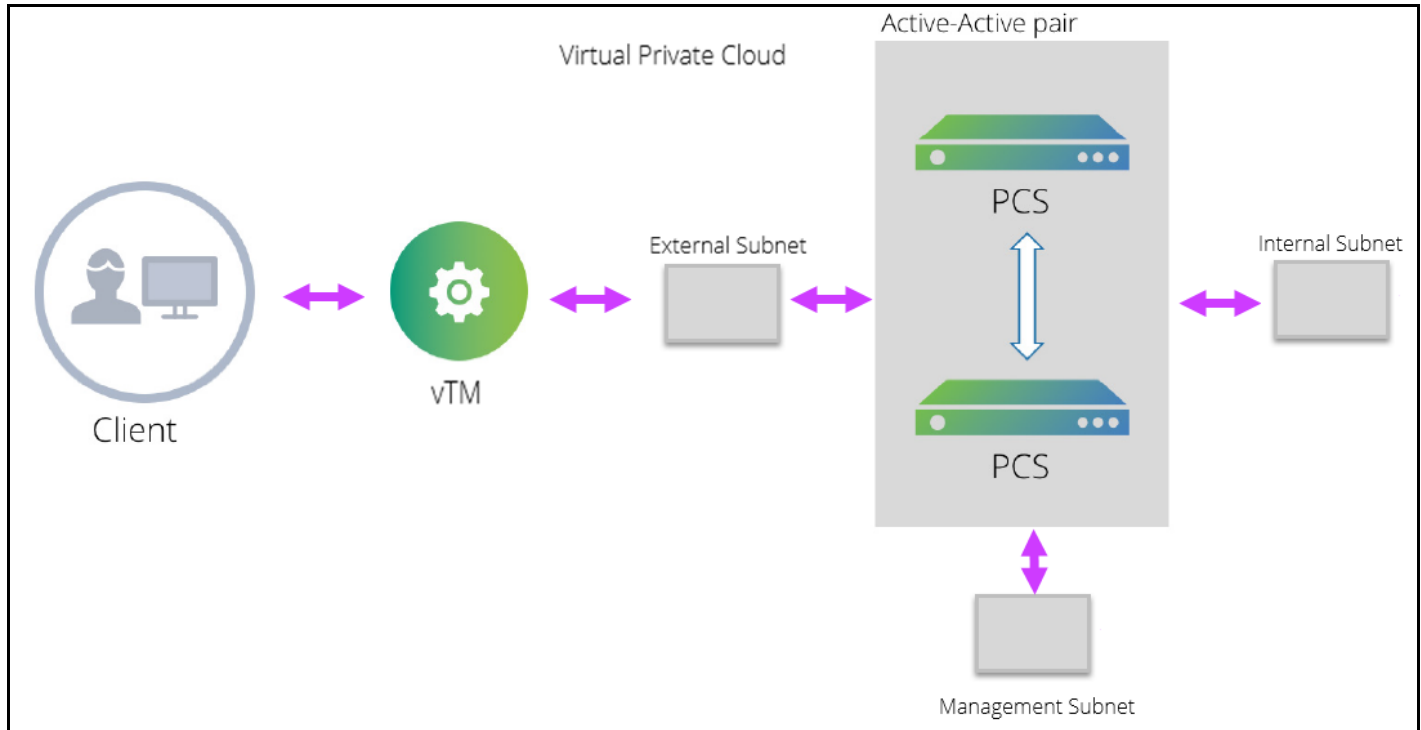 Active-Active pair
Virtual Private Cloud
PCS
External Subnet
Internal Subnet
vTM
Client
PCS
Management Subnet